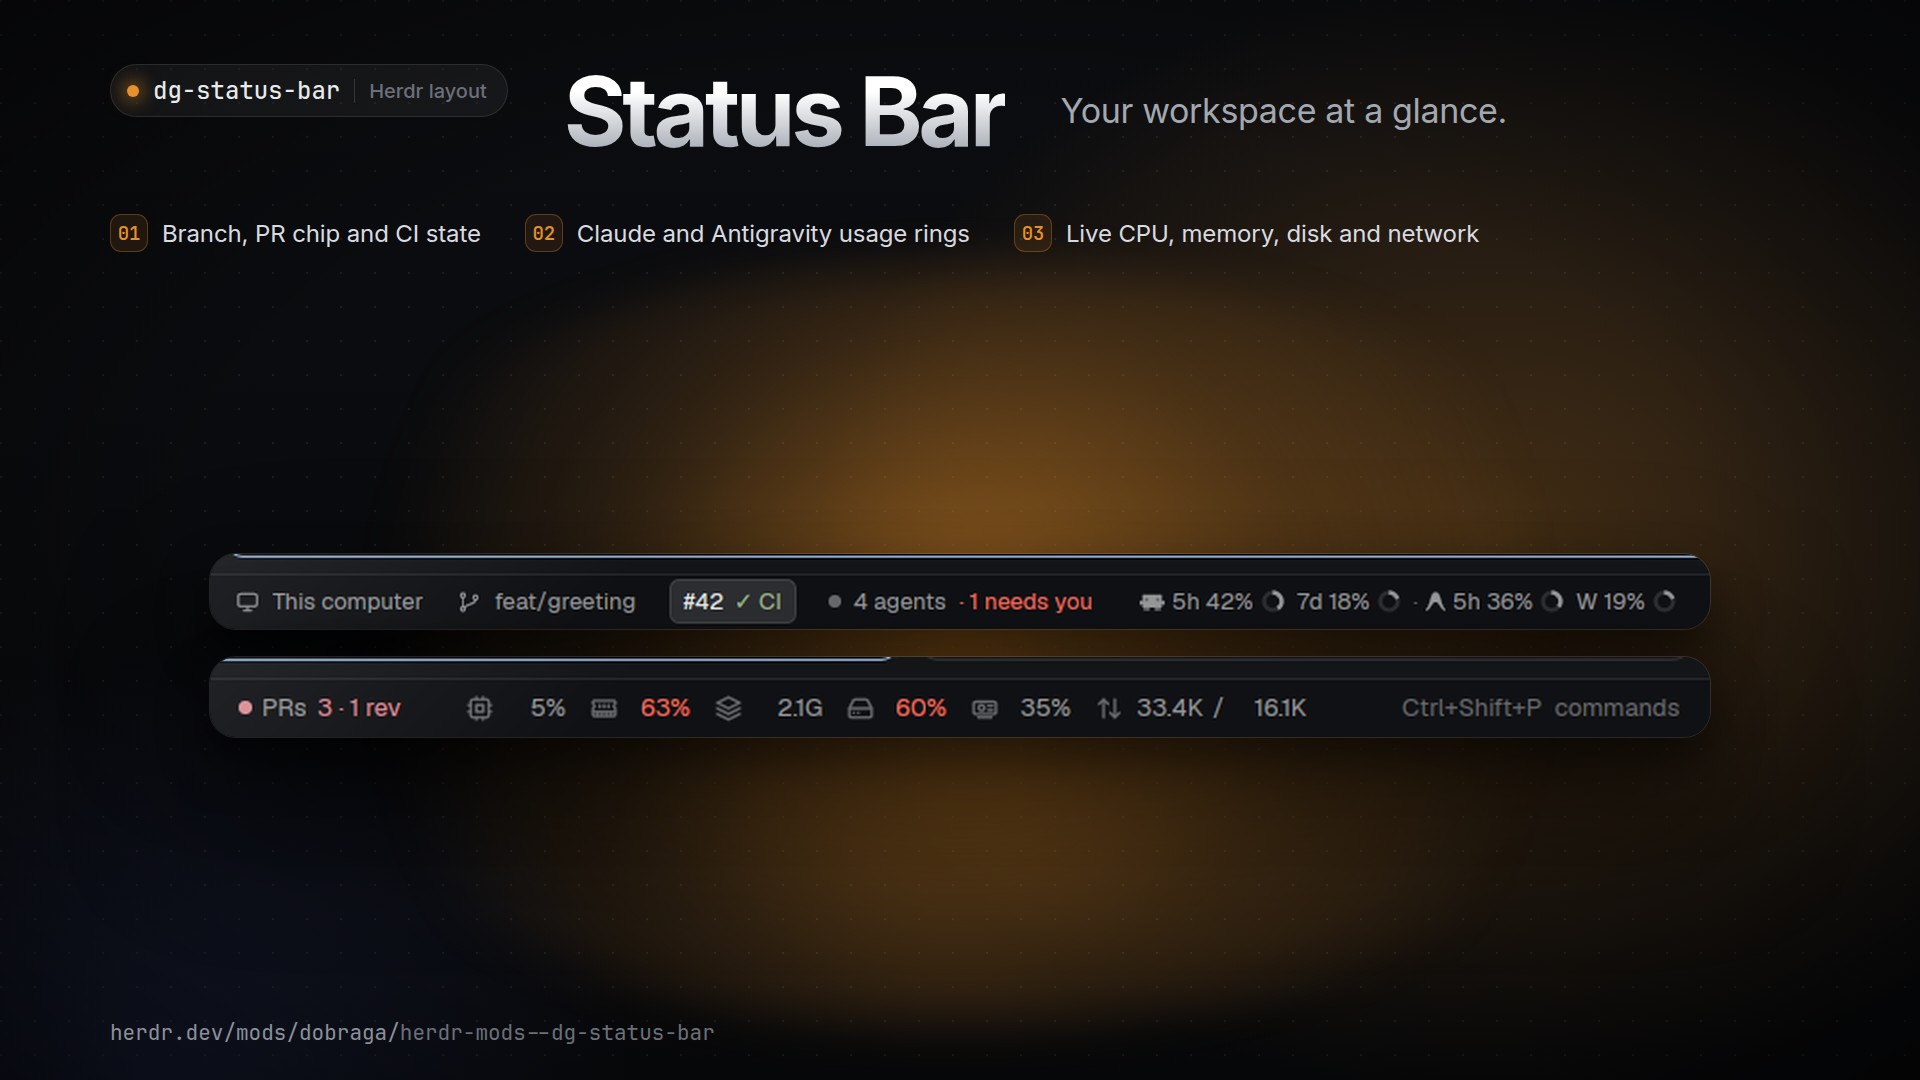 dg-status-bar Herdr layout
Status Bar
Your workspace at a glance.
01 Branch, PR chip and CI state
02 Claude and Antigravity usage rings
03 Live CPU, memory, disk and network
This computer feat/greeting #42 ✓ CI 4 agents · 1 needs you 5h 42% 7d 18% · 5h 36% W 19%
PRs 3 · 1 rev 5% 63% 2.1G 60% 35% 33.4K / 16.1K Ctrl+Shift+P commands
herdr.dev/mods/dobraga/herdr-mods--dg-status-bar